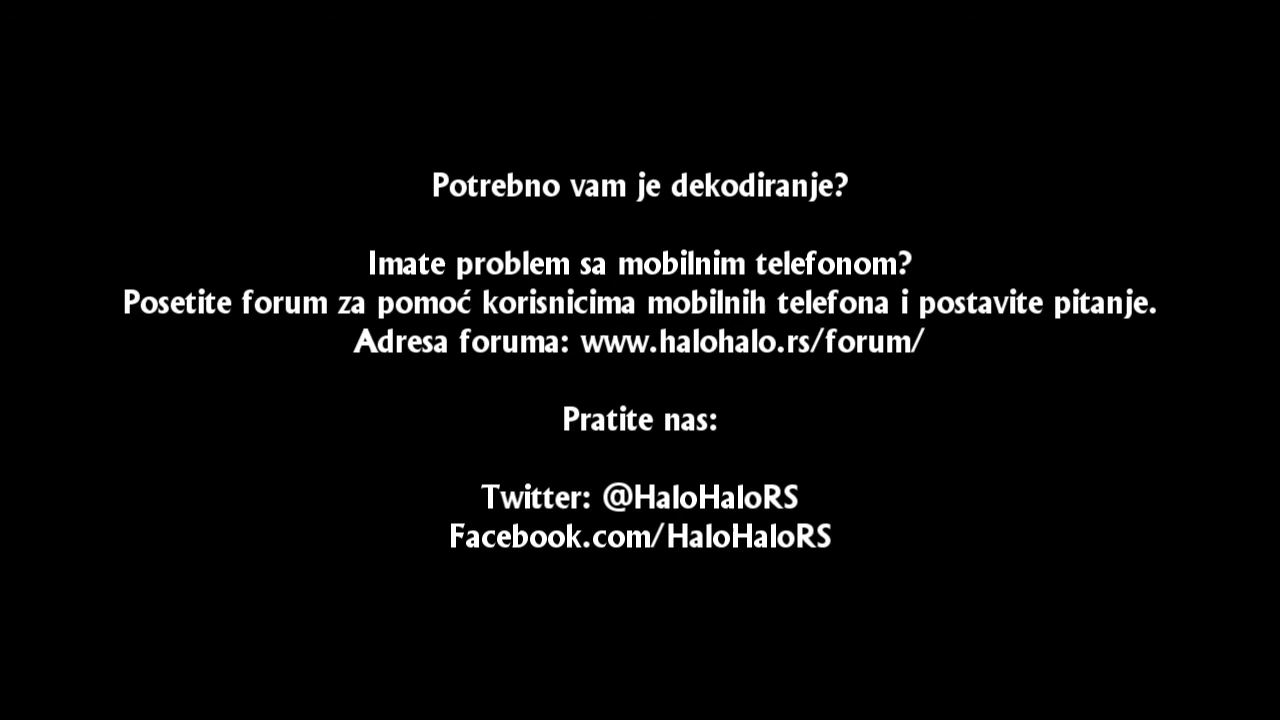 Potrebno vam je dekodiranje?
Imate problem sa mobilnim telefonom?
Posetite forum za pomoć korisnicima mobilnih telefona i postavite pitanje.
Adresa foruma: www.halohalo.rs/forum/
Pratite nas:
Twitter: @HaloHaloRS
Facebook.com/HaloHaloRS